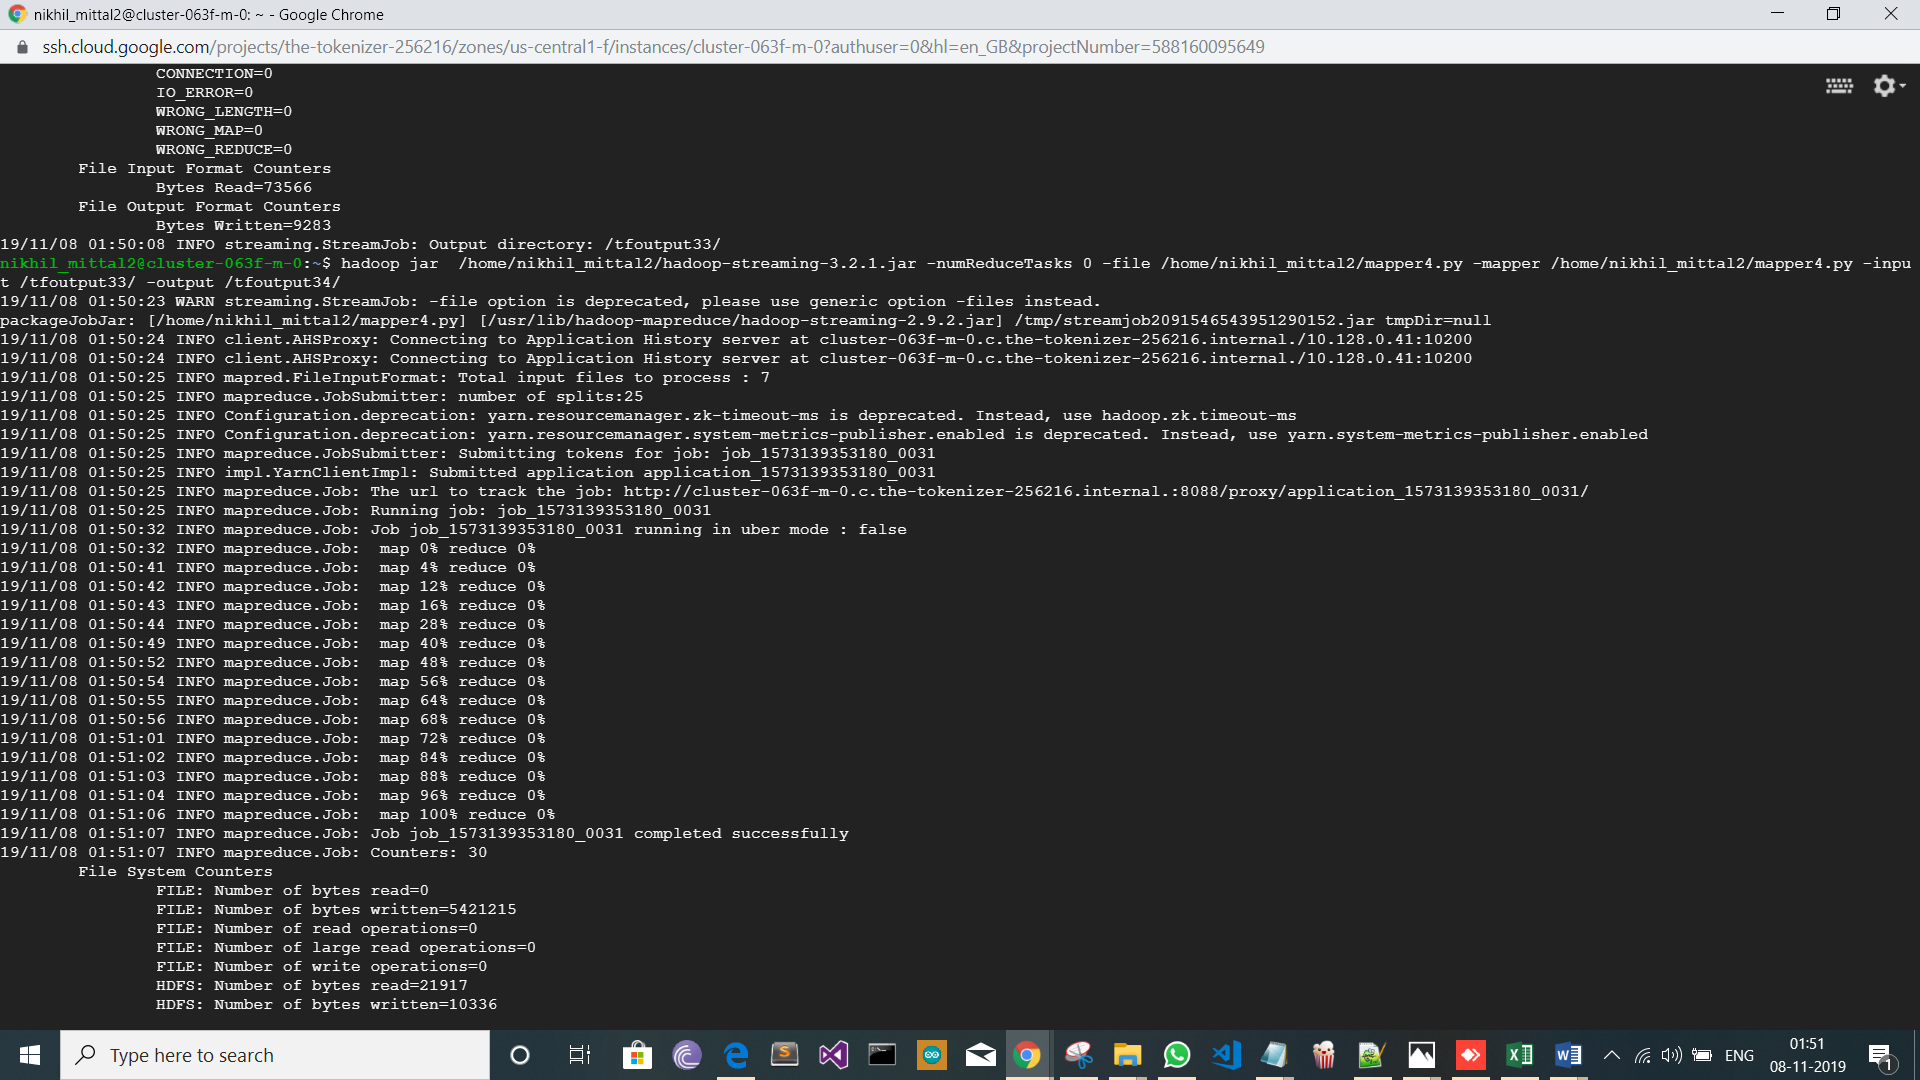 nikhil_mittal2@cluster-063f-m-0: ~ - Google Chrome
ssh.cloud.google.com/projects/the-tokenizer-256216/zones/us-central1-f/instances/cluster-063f-m-0?authuser=0&hl=en_GB&projectNumber=588160095649
CONNECTION=0
IO_ERROR=0
WRONG_LENGTH=0
WRONG_MAP=0
WRONG_REDUCE=0
File Input Format Counters
Bytes Read=73566
File Output Format Counters
Bytes Written=9283
19/11/08 01:50:08 INFO streaming.StreamJob: Output directory: /tfoutput33/
nikhil_mittal2@cluster-063f-m-0:~$ hadoop jar  /home/nikhil_mittal2/hadoop-streaming-3.2.1.jar -numReduceTasks 0 -file /home/nikhil_mittal2/mapper4.py -mapper /home/nikhil_mittal2/mapper4.py -inpu
t /tfoutput33/ -output /tfoutput34/
19/11/08 01:50:23 WARN streaming.StreamJob: -file option is deprecated, please use generic option -files instead.
packageJobJar: [/home/nikhil_mittal2/mapper4.py] [/usr/lib/hadoop-mapreduce/hadoop-streaming-2.9.2.jar] /tmp/streamjob2091546543951290152.jar tmpDir=null
19/11/08 01:50:24 INFO client.AHSProxy: Connecting to Application History server at cluster-063f-m-0.c.the-tokenizer-256216.internal./10.128.0.41:10200
19/11/08 01:50:24 INFO client.AHSProxy: Connecting to Application History server at cluster-063f-m-0.c.the-tokenizer-256216.internal./10.128.0.41:10200
19/11/08 01:50:25 INFO mapred.FileInputFormat: Total input files to process : 7
19/11/08 01:50:25 INFO mapreduce.JobSubmitter: number of splits:25
19/11/08 01:50:25 INFO Configuration.deprecation: yarn.resourcemanager.zk-timeout-ms is deprecated. Instead, use hadoop.zk.timeout-ms
19/11/08 01:50:25 INFO Configuration.deprecation: yarn.resourcemanager.system-metrics-publisher.enabled is deprecated. Instead, use yarn.system-metrics-publisher.enabled
19/11/08 01:50:25 INFO mapreduce.JobSubmitter: Submitting tokens for job: job_1573139353180_0031
19/11/08 01:50:25 INFO impl.YarnClientImpl: Submitted application application_1573139353180_0031
19/11/08 01:50:25 INFO mapreduce.Job: The url to track the job: http://cluster-063f-m-0.c.the-tokenizer-256216.internal.:8088/proxy/application_1573139353180_0031/
19/11/08 01:50:25 INFO mapreduce.Job: Running job: job_1573139353180_0031
19/11/08 01:50:32 INFO mapreduce.Job: Job job_1573139353180_0031 running in uber mode : false
19/11/08 01:50:32 INFO mapreduce.Job:  map 0% reduce 0%
19/11/08 01:50:41 INFO mapreduce.Job:  map 4% reduce 0%
19/11/08 01:50:42 INFO mapreduce.Job:  map 12% reduce 0%
19/11/08 01:50:43 INFO mapreduce.Job:  map 16% reduce 0%
19/11/08 01:50:44 INFO mapreduce.Job:  map 28% reduce 0%
19/11/08 01:50:49 INFO mapreduce.Job:  map 40% reduce 0%
19/11/08 01:50:52 INFO mapreduce.Job:  map 48% reduce 0%
19/11/08 01:50:54 INFO mapreduce.Job:  map 56% reduce 0%
19/11/08 01:50:55 INFO mapreduce.Job:  map 64% reduce 0%
19/11/08 01:50:56 INFO mapreduce.Job:  map 68% reduce 0%
19/11/08 01:51:01 INFO mapreduce.Job:  map 72% reduce 0%
19/11/08 01:51:02 INFO mapreduce.Job:  map 84% reduce 0%
19/11/08 01:51:03 INFO mapreduce.Job:  map 88% reduce 0%
19/11/08 01:51:04 INFO mapreduce.Job:  map 96% reduce 0%
19/11/08 01:51:06 INFO mapreduce.Job:  map 100% reduce 0%
19/11/08 01:51:07 INFO mapreduce.Job: Job job_1573139353180_0031 completed successfully
19/11/08 01:51:07 INFO mapreduce.Job: Counters: 30
File System Counters
FILE: Number of bytes read=0
FILE: Number of bytes written=5421215
FILE: Number of read operations=0
FILE: Number of large read operations=0
FILE: Number of write operations=0
HDFS: Number of bytes read=21917
HDFS: Number of bytes written=10336
Type here to search
ENG
01:51
08-11-2019
1